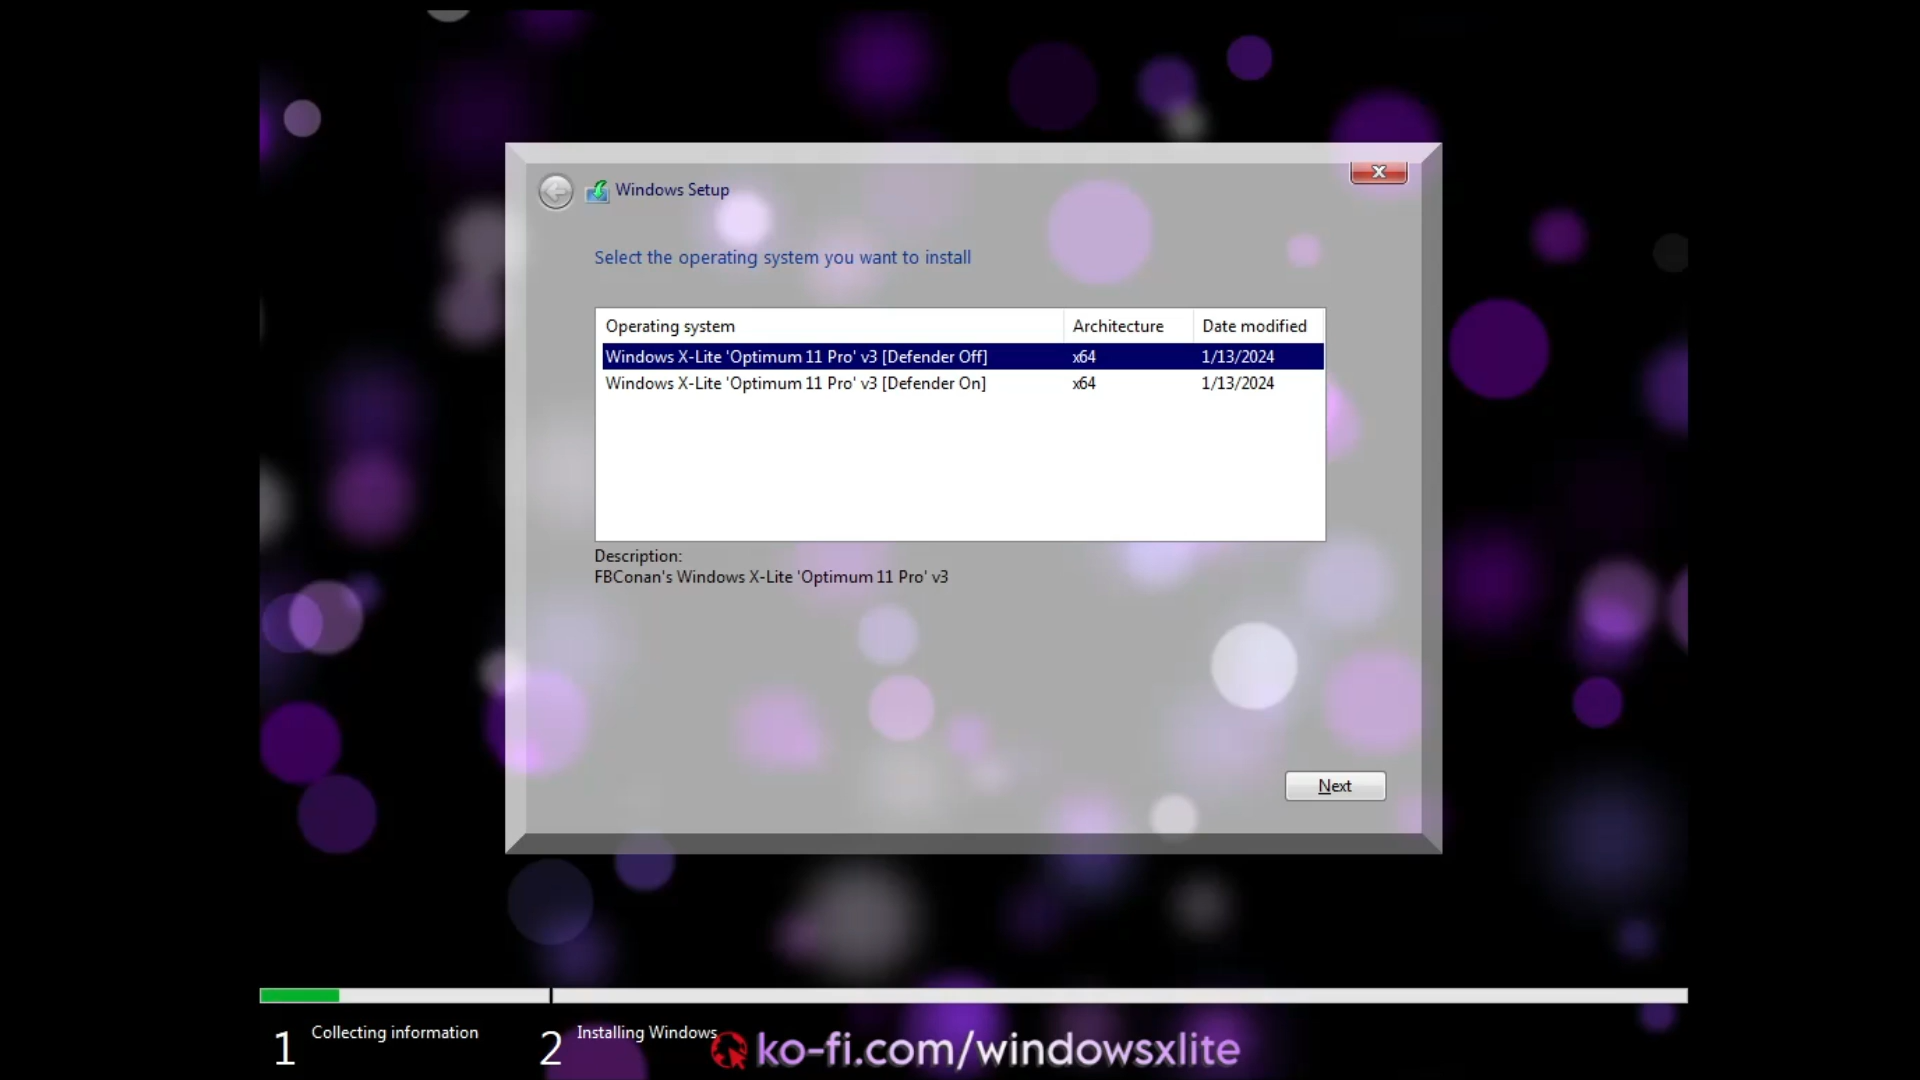 Windows Setup
x
Select the operating system you want to install
Operating system Architecture Date modified
Windows X-Lite 'Optimum 11 Pro' v3 [Defender Off] x64 1/13/2024
Windows X-Lite 'Optimum 11 Pro' v3 [Defender On] x64 1/13/2024
Description:
FBConan's Windows X-Lite 'Optimum 11 Pro' v3
Next
1 Collecting information 2 Installing Windows
ko-fi.com/windowsxlite